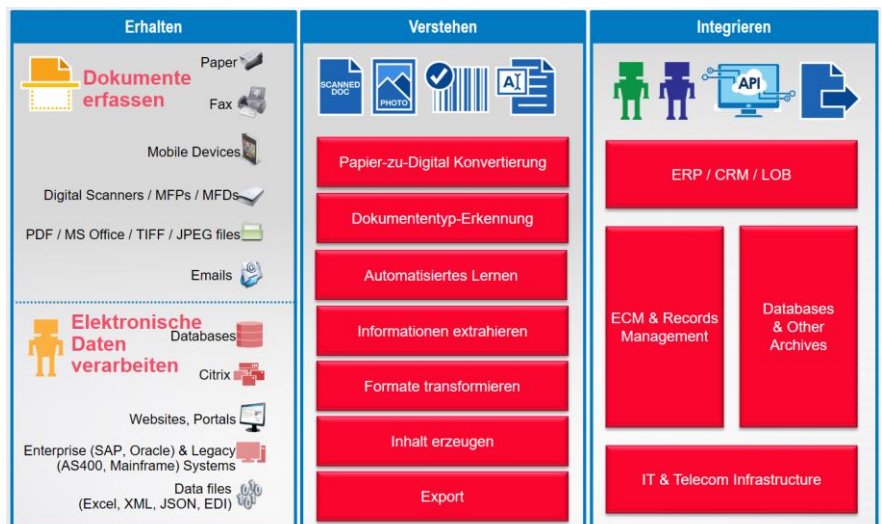 Erhalten
Dokumente
erfassen
Paper
Fax
Mobile Devices
Digital Scanners / MFPs / MFDs
PDF / MS Office / TIFF / JPEG files
Emails
Elektronische
Daten
verarbeiten
Databases
Citrix
Websites, Portals
Enterprise (SAP, Oracle) & Legacy
(AS400, Mainframe) Systems
Data files
(Excel, XML, JSON, EDI)
Verstehen
SCANNED
DOC
PHOTO
A
Papier-zu-Digital Konvertierung
Dokumententyp-Erkennung
Automatisiertes Lernen
Informationen extrahieren
Formate transformieren
Inhalt erzeugen
Export
Integrieren
API
ERP / CRM / LOB
ECM & Records
Management
Databases
& Other
Archives
IT & Telecom Infrastructure